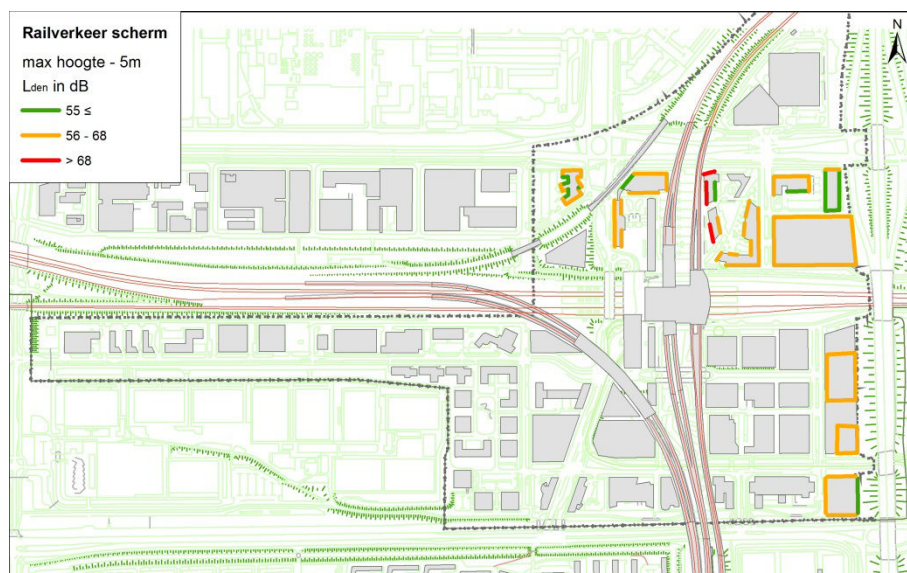 Railverkeer scherm
max hoogte - 5m
Lden in dB
55 ≤
56 - 68
> 68
N